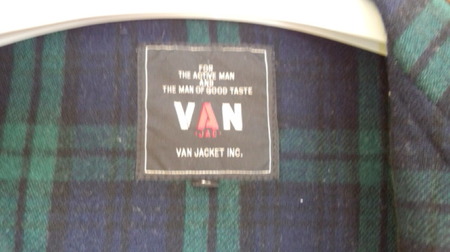 FOR
THE ACTIVE MAN
AND
THE MAN OF GOOD TASTE
VAN
JAC
VAN JACKET INC.